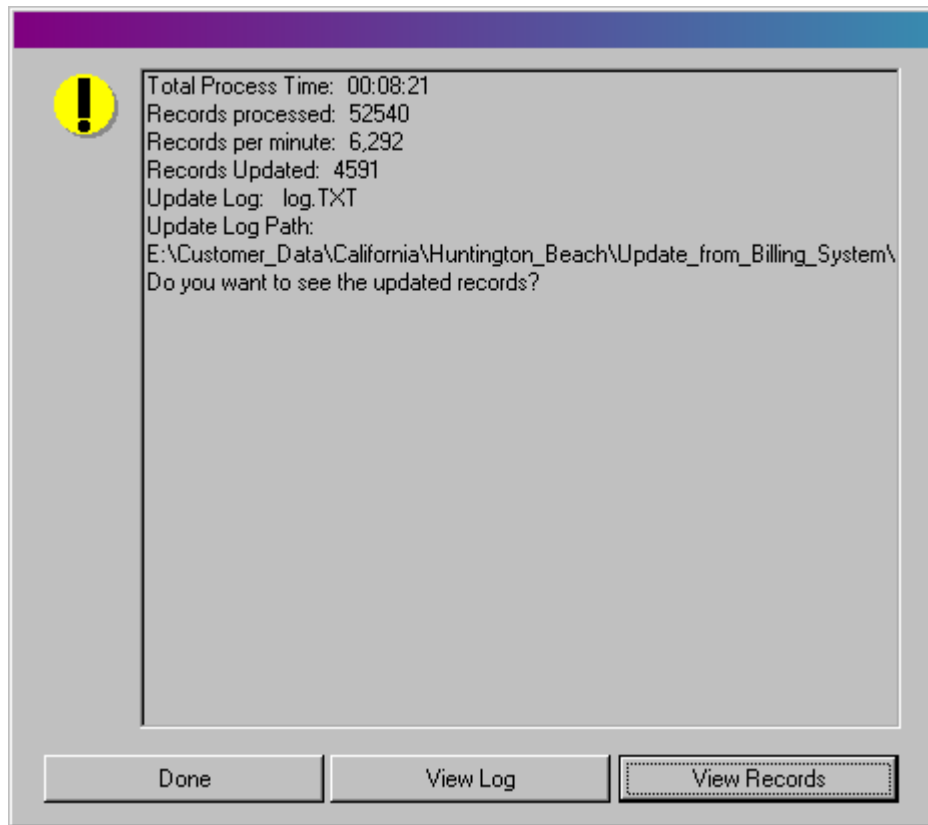 Total Process Time:  00:08:21
Records processed:  52540
Records per minute:  6,292
Records Updated:  4591
Update Log:   log.TXT
Update Log Path:
E:\Customer_Data\California\Huntington_Beach\Update_from_Billing_System\
Do you want to see the updated records?
Done
View Log
View Records